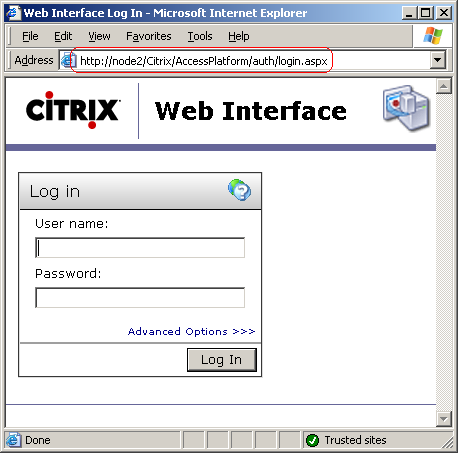 Web Interface Log In - Microsoft Internet Explorer
File Edit View Favorites Tools Help
Address http://node2/Citrix/AccessPlatform/auth/login.aspx
CITRIX Web Interface
Log in
User name:
Password:
Advanced Options >>>
Log In
Done Trusted sites